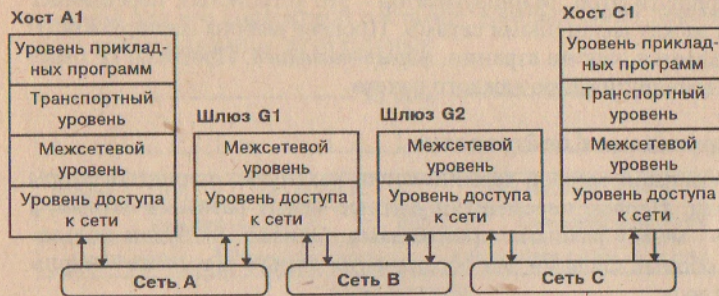 Хост A1
Хост C1
Уровень приклад-
ных программ
Уровень приклад-
ных программ
Транспортный
уровень
Транспортный
уровень
Шлюз G1
Шлюз G2
Межсетевой
уровень
Межсетевой
уровень
Межсетевой
уровень
Межсетевой
уровень
Уровень доступа
к сети
Уровень доступа
к сети
Уровень доступа
к сети
Уровень доступа
к сети
Сеть A
Сеть B
Сеть C